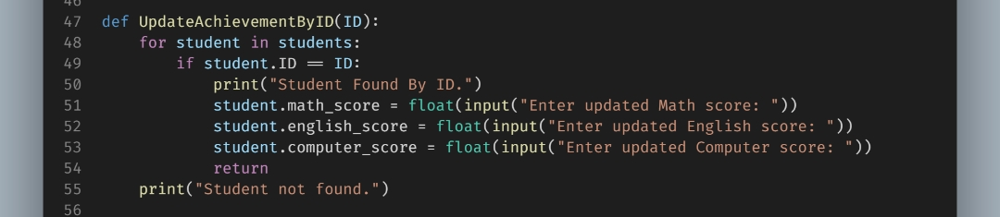 46
47 def UpdateAchievementByID(ID):
48     for student in students:
49         if student.ID == ID:
50             print("Student Found By ID.")
51             student.math_score = float(input("Enter updated Math score: "))
52             student.english_score = float(input("Enter updated English score: "))
53             student.computer_score = float(input("Enter updated Computer score: "))
54             return
55     print("Student not found.")
56